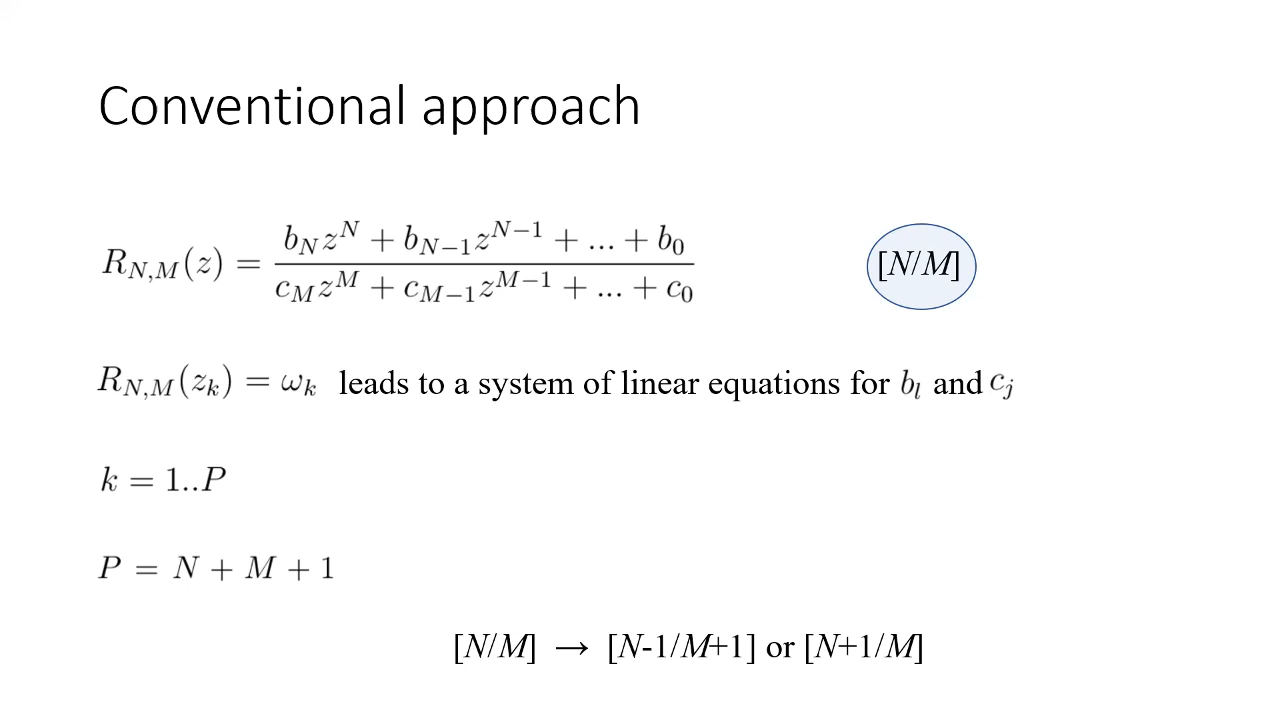 Conventional approach
R_{N,M}(z) = \frac{b_N z^N + b_{N-1} z^{N-1} + ... + b_0}{c_M z^M + c_{M-1} z^{M-1} + ... + c_0}
[N/M]
R_{N,M}(z_k) = ω_k leads to a system of linear equations for b_l and c_j
k = 1..P
P = N + M + 1
[N/M] → [N-1/M+1] or [N+1/M]